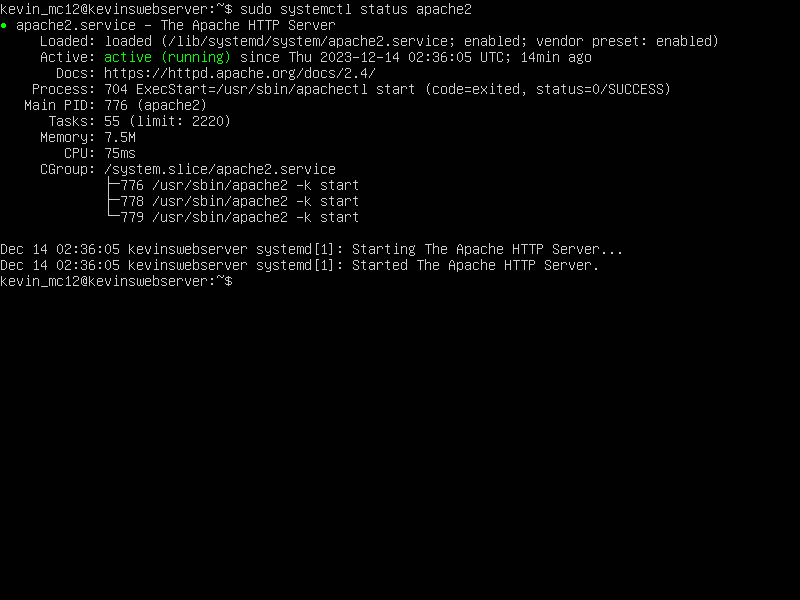 kevin_mc12@kevinswebserver:~$ sudo systemctl status apache2
● apache2.service - The Apache HTTP Server
     Loaded: loaded (/lib/systemd/system/apache2.service; enabled; vendor preset: enabled)
     Active: active (running) since Thu 2023-12-14 02:36:05 UTC; 14min ago
       Docs: https://httpd.apache.org/docs/2.4/
    Process: 704 ExecStart=/usr/sbin/apachectl start (code=exited, status=0/SUCCESS)
   Main PID: 776 (apache2)
      Tasks: 55 (limit: 2220)
     Memory: 7.5M
        CPU: 75ms
     CGroup: /system.slice/apache2.service
             ├─776 /usr/sbin/apache2 -k start
             ├─778 /usr/sbin/apache2 -k start
             └─779 /usr/sbin/apache2 -k start

Dec 14 02:36:05 kevinswebserver systemd[1]: Starting The Apache HTTP Server...
Dec 14 02:36:05 kevinswebserver systemd[1]: Started The Apache HTTP Server.
kevin_mc12@kevinswebserver:~$